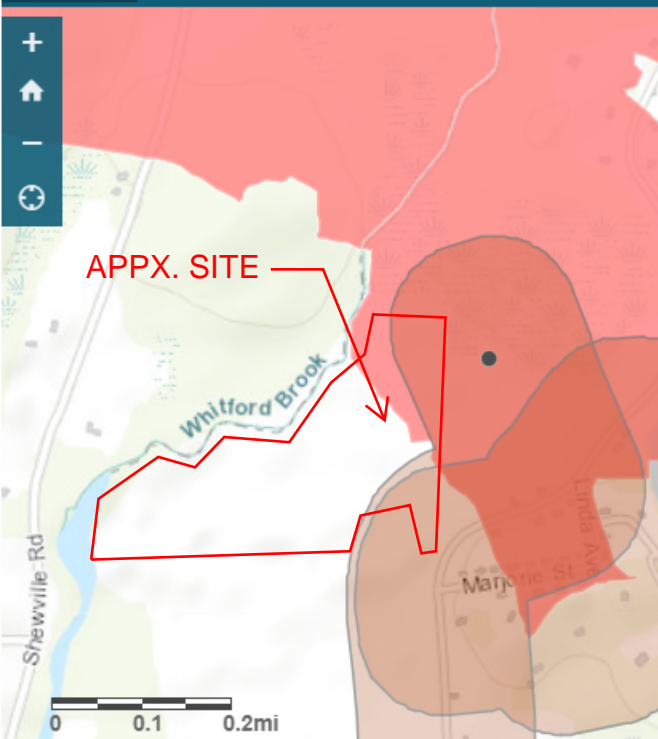 APPX. SITE
Whitford Brook
Linda Ave
Marjorie St
Shewville Rd
0 0.1 0.2mi